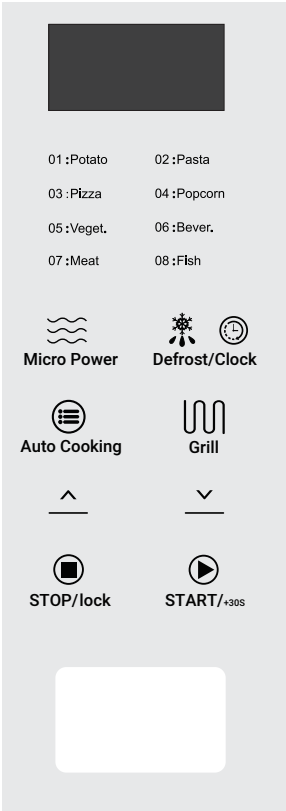 01:Potato 02:Pasta
03:Pizza 04:Popcorn
05:Veget. 06:Bever.
07:Meat 08:Fish
Micro Power Defrost/Clock
Auto Cooking Grill
STOP/lock START/+30S